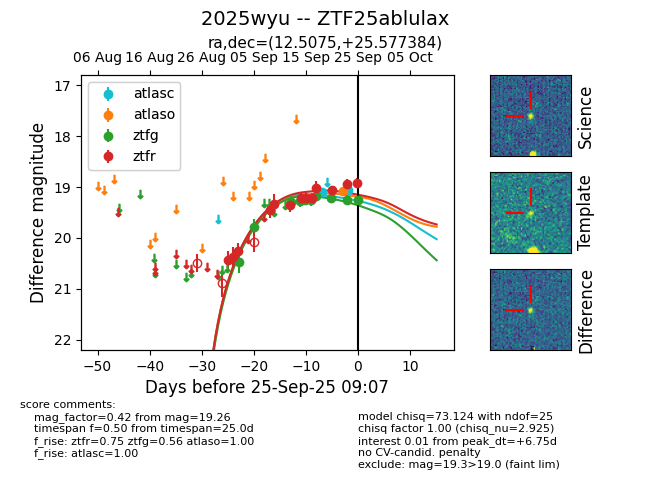 2025wyu -- ZTF25ablulax
ra,dec=(12.5075,+25.577384)
06 Aug 16 Aug 26 Aug 05 Sep 15 Sep 25 Sep 05 Oct
17
18
19
20
21
22
Difference magnitude
atlasc
atlaso
ztfg
ztfr
−50 −40 −30 −20 −10 0 10
Days before 25-Sep-25 09:07
Science
Template
Difference
score comments:
mag_factor=0.42 from mag=19.26
timespan f=0.50 from timespan=25.0d
f_rise: ztfr=0.75 ztfg=0.56 atlaso=1.00
f_rise: atlasc=1.00
model chisq=73.124 with ndof=25
chisq factor 1.00 (chisq_nu=2.925)
interest 0.01 from peak_dt=+6.75d
no CV-candid. penalty
exclude: mag=19.3>19.0 (faint lim)